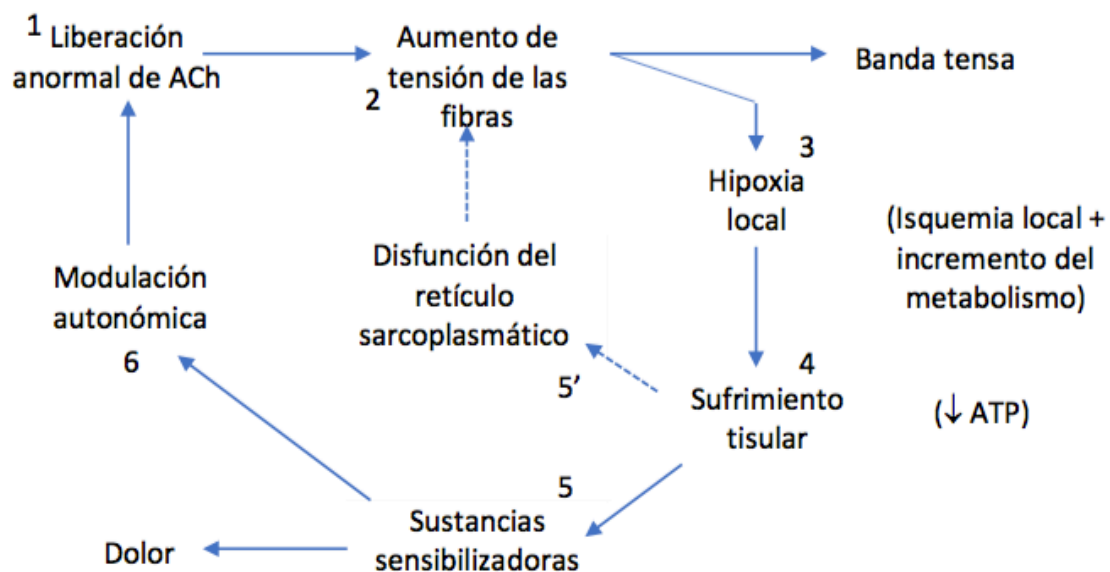 1 Liberación
anormal de ACh
Aumento de
tensión de las
2 fibras
Banda tensa
3
Hipoxia
local
(Isquemia local +
incremento del
metabolismo)
Modulación
autonómica
6
Disfunción del
retículo
sarcoplasmático
5’
4
Sufrimiento
tisular
(↓ ATP)
5
Sustancias
sensibilizadoras
Dolor